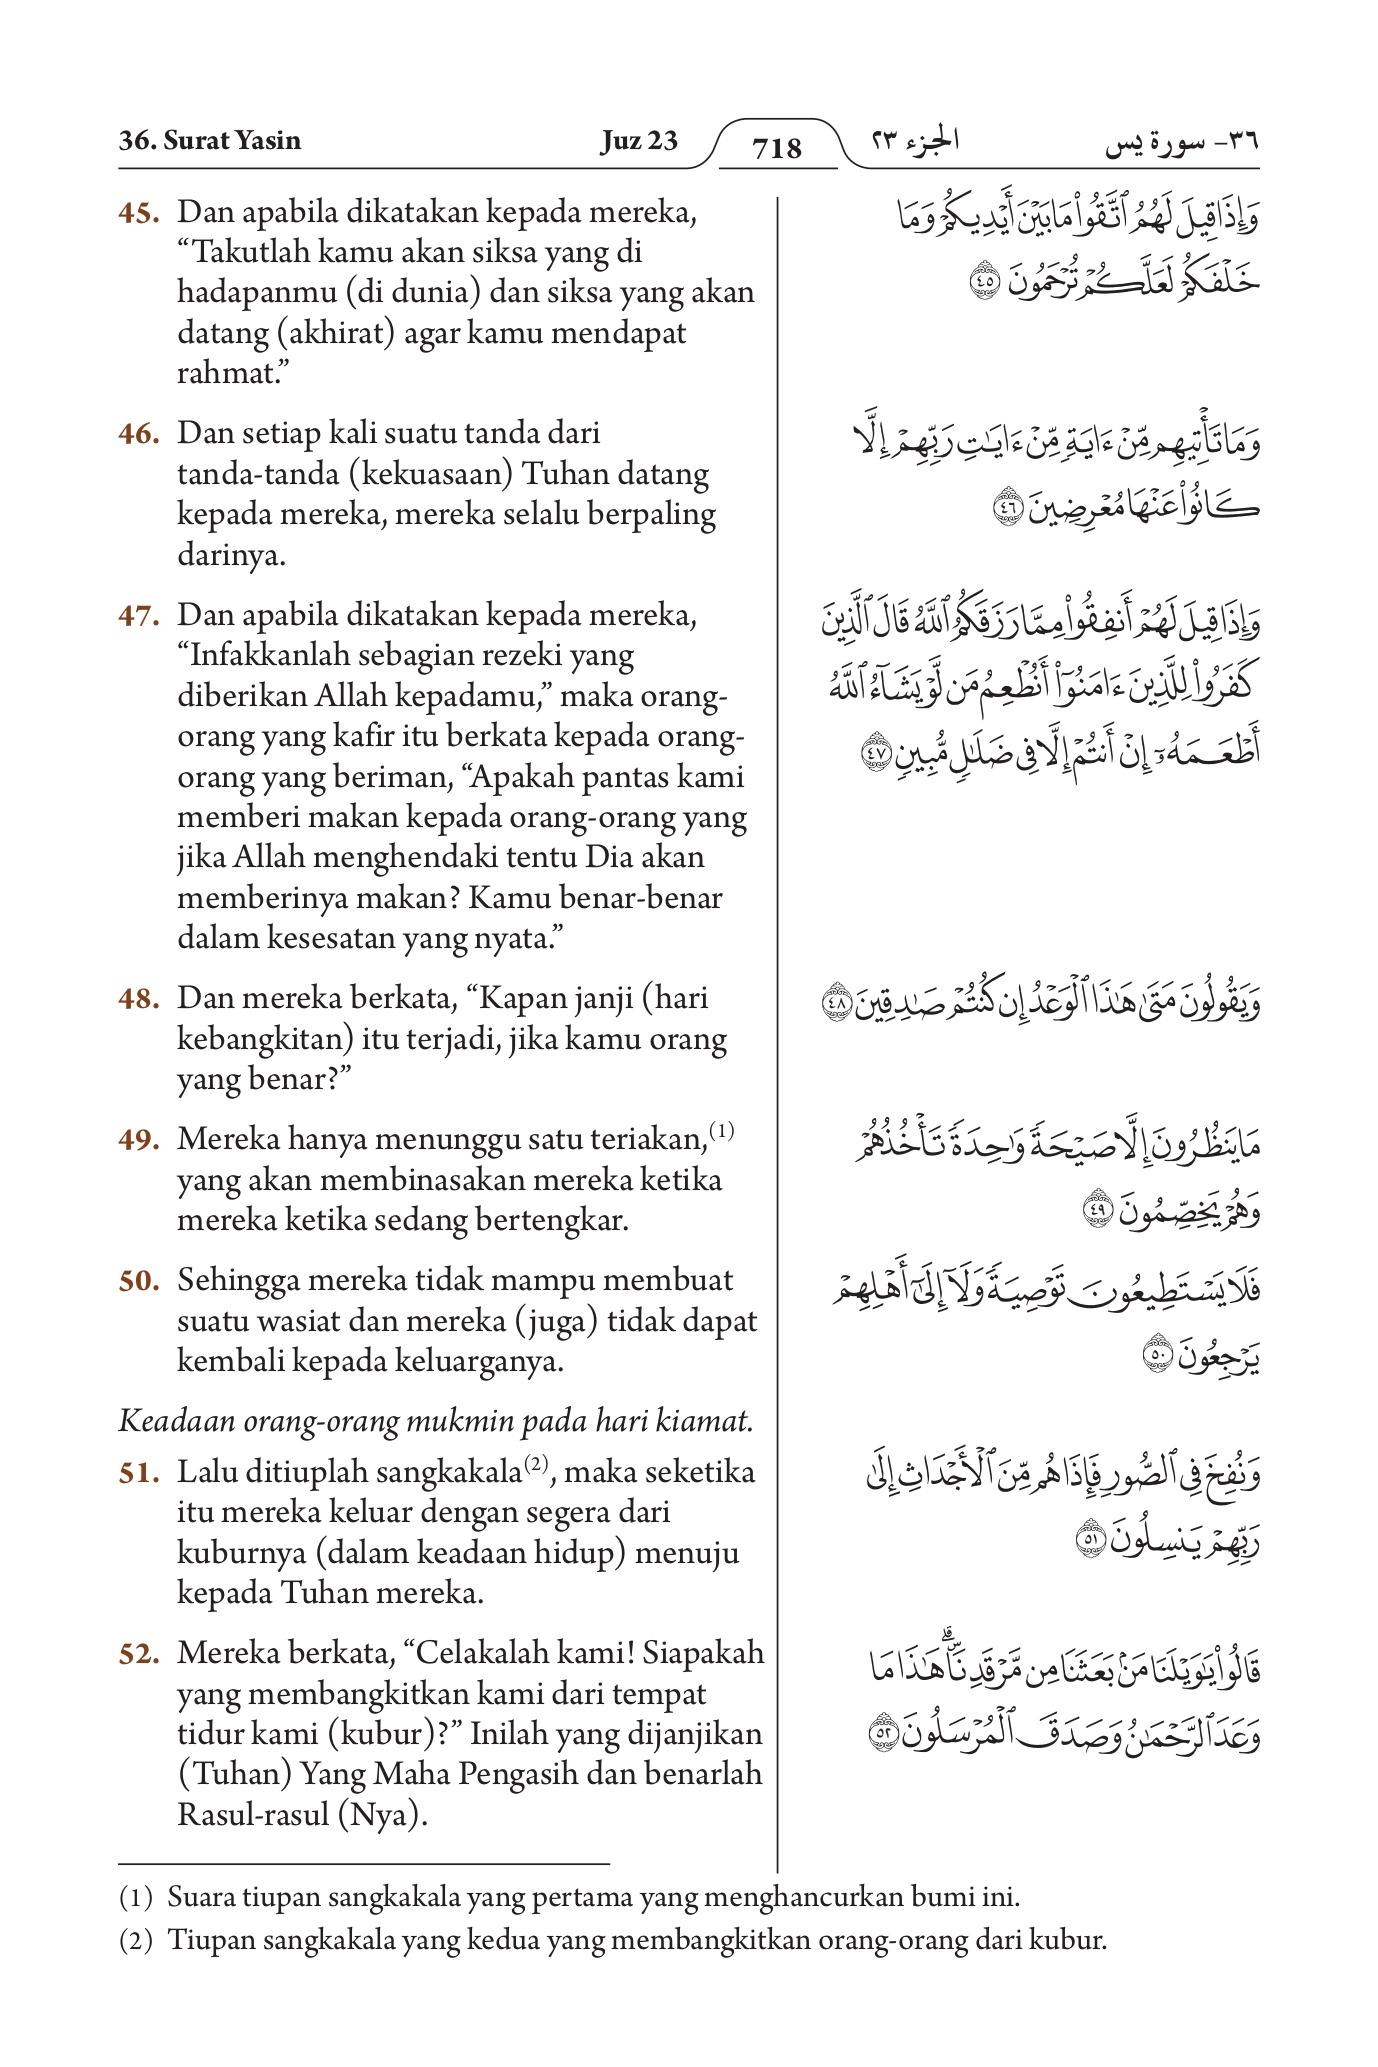 36. Surat Yasin
Juz 23
718
الجزء ٢٣
٣٦- سورة يس
45. Dan apabila dikatakan kepada mereka,
“Takutlah kamu akan siksa yang di
hadapanmu (di dunia) dan siksa yang akan
datang (akhirat) agar kamu mendapat
rahmat.”
46. Dan setiap kali suatu tanda dari
tanda-tanda (kekuasaan) Tuhan datang
kepada mereka, mereka selalu berpaling
darinya.
47. Dan apabila dikatakan kepada mereka,
“Infakkanlah sebagian rezeki yang
diberikan Allah kepadamu,” maka orang-
orang yang kafir itu berkata kepada orang-
orang yang beriman, “Apakah pantas kami
memberi makan kepada orang-orang yang
jika Allah menghendaki tentu Dia akan
memberinya makan? Kamu benar-benar
dalam kesesatan yang nyata.”
48. Dan mereka berkata, “Kapan janji (hari
kebangkitan) itu terjadi, jika kamu orang
yang benar?”
49. Mereka hanya menunggu satu teriakan,(1)
yang akan membinasakan mereka ketika
mereka ketika sedang bertengkar.
50. Sehingga mereka tidak mampu membuat
suatu wasiat dan mereka (juga) tidak dapat
kembali kepada keluarganya.
Keadaan orang-orang mukmin pada hari kiamat.
51. Lalu ditiuplah sangkakala(2), maka seketika
itu mereka keluar dengan segera dari
kuburnya (dalam keadaan hidup) menuju
kepada Tuhan mereka.
52. Mereka berkata, “Celakalah kami! Siapakah
yang membangkitkan kami dari tempat
tidur kami (kubur)?” Inilah yang dijanjikan
(Tuhan) Yang Maha Pengasih dan benarlah
Rasul-rasul (Nya).
وَإِذَا قِيلَ لَهُمُ ٱتَّقُواْ مَا بَيْنَ أَيْدِيكُمْ وَمَا
خَلْفَكُمْ لَعَلَّكُمْ تُرْحَمُونَ ٤٥
وَمَا تَأْتِيهِم مِّنْ ءَايَةٍ مِّنْ ءَايَٰتِ رَبِّهِمْ إِلَّا
كَانُواْ عَنْهَا مُعْرِضِينَ ٤٦
وَإِذَا قِيلَ لَهُمْ أَنفِقُواْ مِمَّا رَزَقَكُمُ ٱللَّهُ قَالَ ٱلَّذِينَ
كَفَرُواْ لِلَّذِينَ ءَامَنُوٓاْ أَنُطْعِمُ مَن لَّوْ يَشَآءُ ٱللَّهُ
أَطْعَمَهُۥٓ إِنْ أَنتُمْ إِلَّا فِى ضَلَٰلٍ مُّبِينٍ ٤٧
وَيَقُولُونَ مَتَىٰ هَٰذَا ٱلْوَعْدُ إِن كُنتُمْ صَٰدِقِينَ ٤٨
مَا يَنظُرُونَ إِلَّا صَيْحَةً وَٰحِدَةً تَأْخُذُهُمْ
وَهُمْ يَخِصِّمُونَ ٤٩
فَلَا يَسْتَطِيعُونَ تَوْصِيَةً وَلَآ إِلَىٰٓ أَهْلِهِمْ
يَرْجِعُونَ ٥٠
وَنُفِخَ فِى ٱلصُّورِ فَإِذَا هُم مِّنَ ٱلْأَجْدَاثِ إِلَىٰ
رَبِّهِمْ يَنسِلُونَ ٥١
قَالُواْ يَٰوَيْلَنَا مَنۢ بَعَثَنَا مِن مَّرْقَدِنَاۜۗ هَٰذَا مَا
وَعَدَ ٱلرَّحْمَٰنُ وَصَدَقَ ٱلْمُرْسَلُونَ ٥٢
(1) Suara tiupan sangkakala yang pertama yang menghancurkan bumi ini.
(2) Tiupan sangkakala yang kedua yang membangkitkan orang-orang dari kubur.